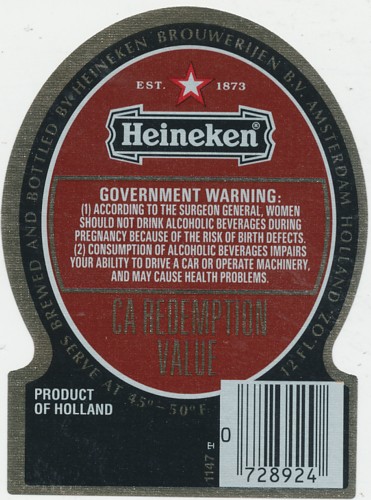 BREWED AND BOTTLED BY HEINEKEN BROUWERIJEN B.V. AMSTERDAM HOLLAND
EST. 1873
Heineken®
GOVERNMENT WARNING:
(1) ACCORDING TO THE SURGEON GENERAL, WOMEN
SHOULD NOT DRINK ALCOHOLIC BEVERAGES DURING
PREGNANCY BECAUSE OF THE RISK OF BIRTH DEFECTS.
(2) CONSUMPTION OF ALCOHOLIC BEVERAGES IMPAIRS
YOUR ABILITY TO DRIVE A CAR OR OPERATE MACHINERY,
AND MAY CAUSE HEALTH PROBLEMS.
CA REDEMPTION
VALUE
SERVE AT 45°-50°F
12 FL.OZ.
PRODUCT
OF HOLLAND
1147 EH
0
728924